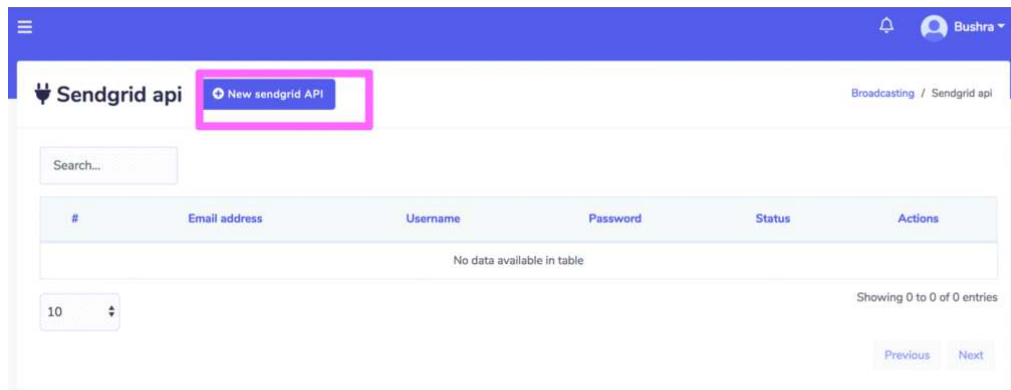 Bushra
Sendgrid api
New sendgrid API
Broadcasting / Sendgrid api
Search...
# Email address Username Password Status Actions
No data available in table
10
Showing 0 to 0 of 0 entries
Previous Next